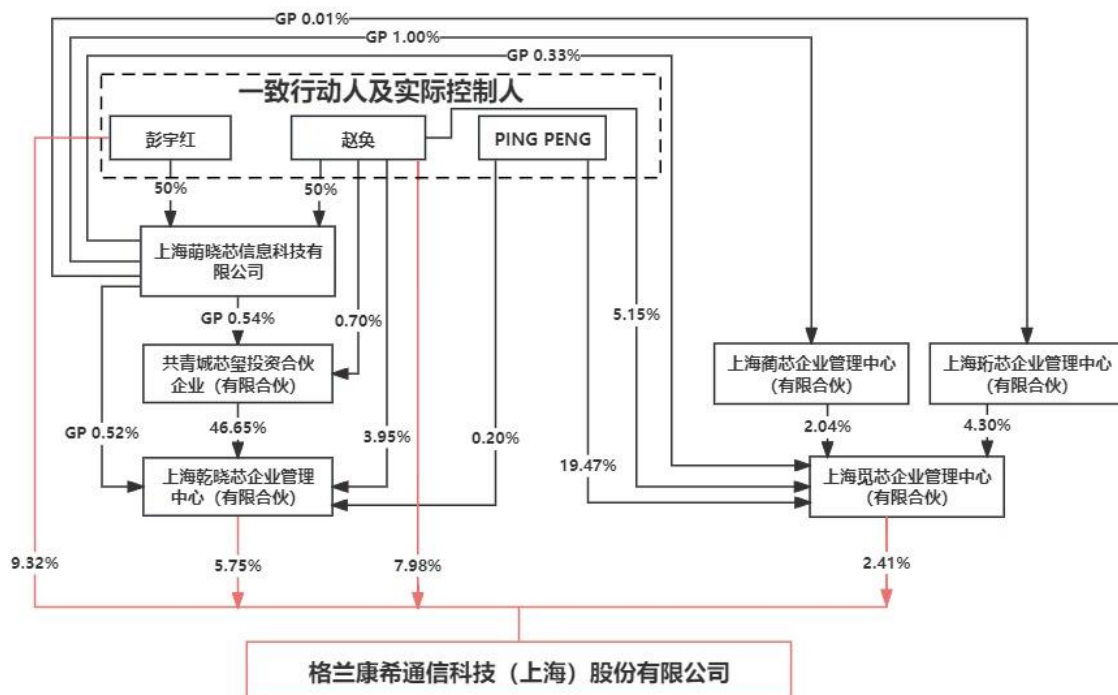 GP 0.01%
GP 1.00%
GP 0.33%
一致行动人及实际控制人
彭宇红
赵奂
PING PENG
50%
50%
上海萌晓芯信息科技有
限公司
GP 0.54%
0.70%
5.15%
共青城芯玺投资合伙
企业（有限合伙）
上海蔺芯企业管理中心
（有限合伙）
上海珩芯企业管理中心
（有限合伙）
GP 0.52%
46.65%
3.95%
0.20%
19.47%
2.04%
4.30%
上海乾晓芯企业管理
中心（有限合伙）
上海觅芯企业管理中心
（有限合伙）
9.32%
5.75%
7.98%
2.41%
格兰康希通信科技（上海）股份有限公司